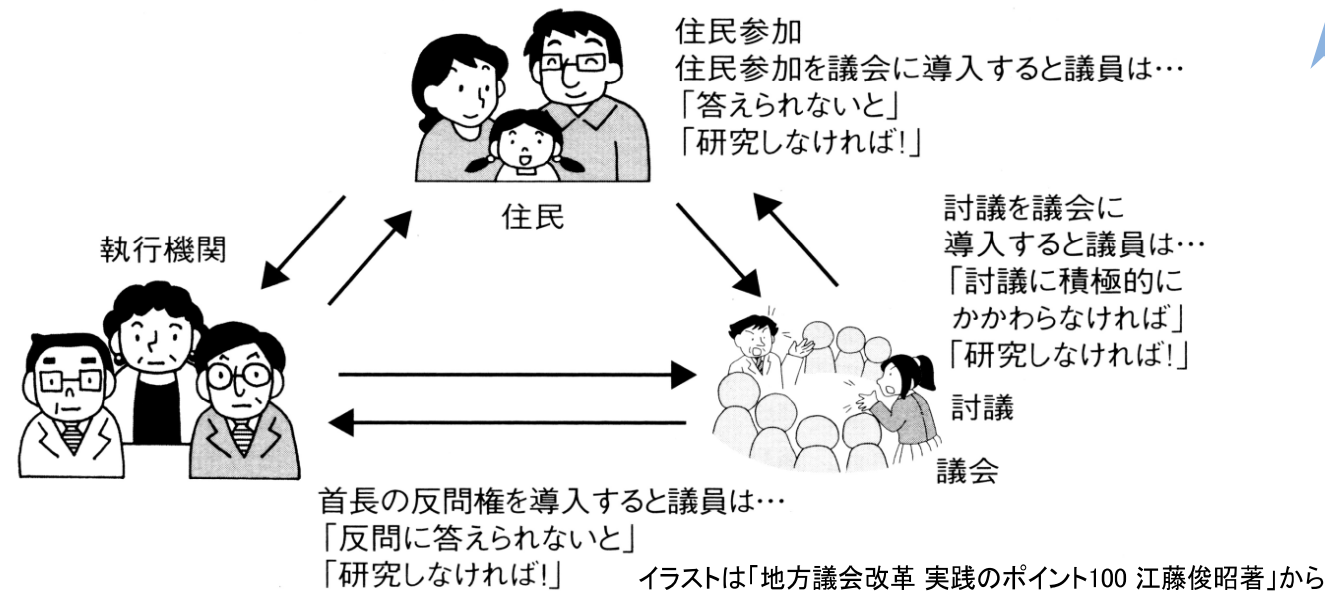 住民参加
住民参加を議会に導入すると議員は…
「答えられないと」
「研究しなければ!」
住民
執行機関
討議を議会に
導入すると議員は…
「討議に積極的に
かかわらなければ」
「研究しなければ!」
討議
議会
首長の反問権を導入すると議員は…
「反問に答えられないと」
「研究しなければ!」
イラストは「地方議会改革 実践のポイント100 江藤俊昭著」から